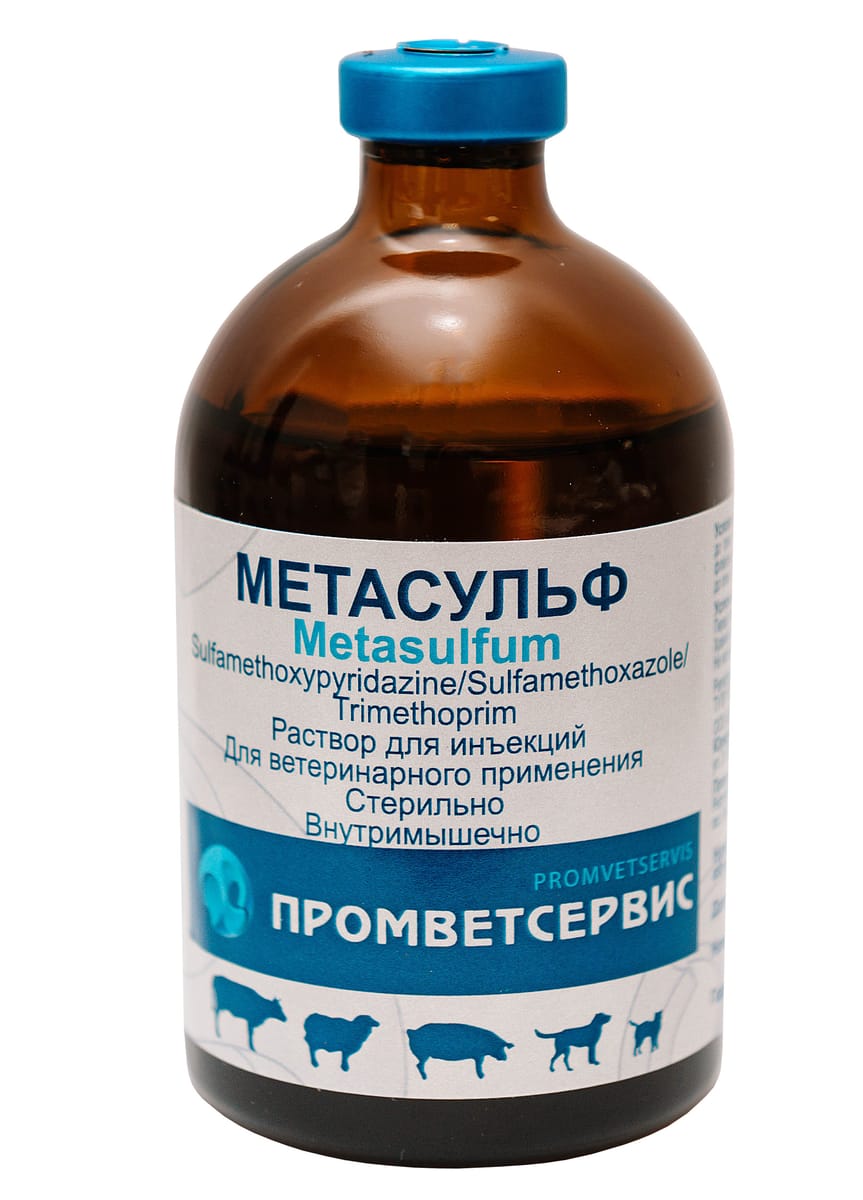 МЕТАСУЛЬФ
Metasulfum
Sulfamethoxypyridazine/Sulfamethoxazole/
Trimethoprim
Раствор для инъекций
Для ветеринарного применения
Стерильно
Внутримышечно
PROMVETSERVIS
ПРОМВЕТСЕРВИС